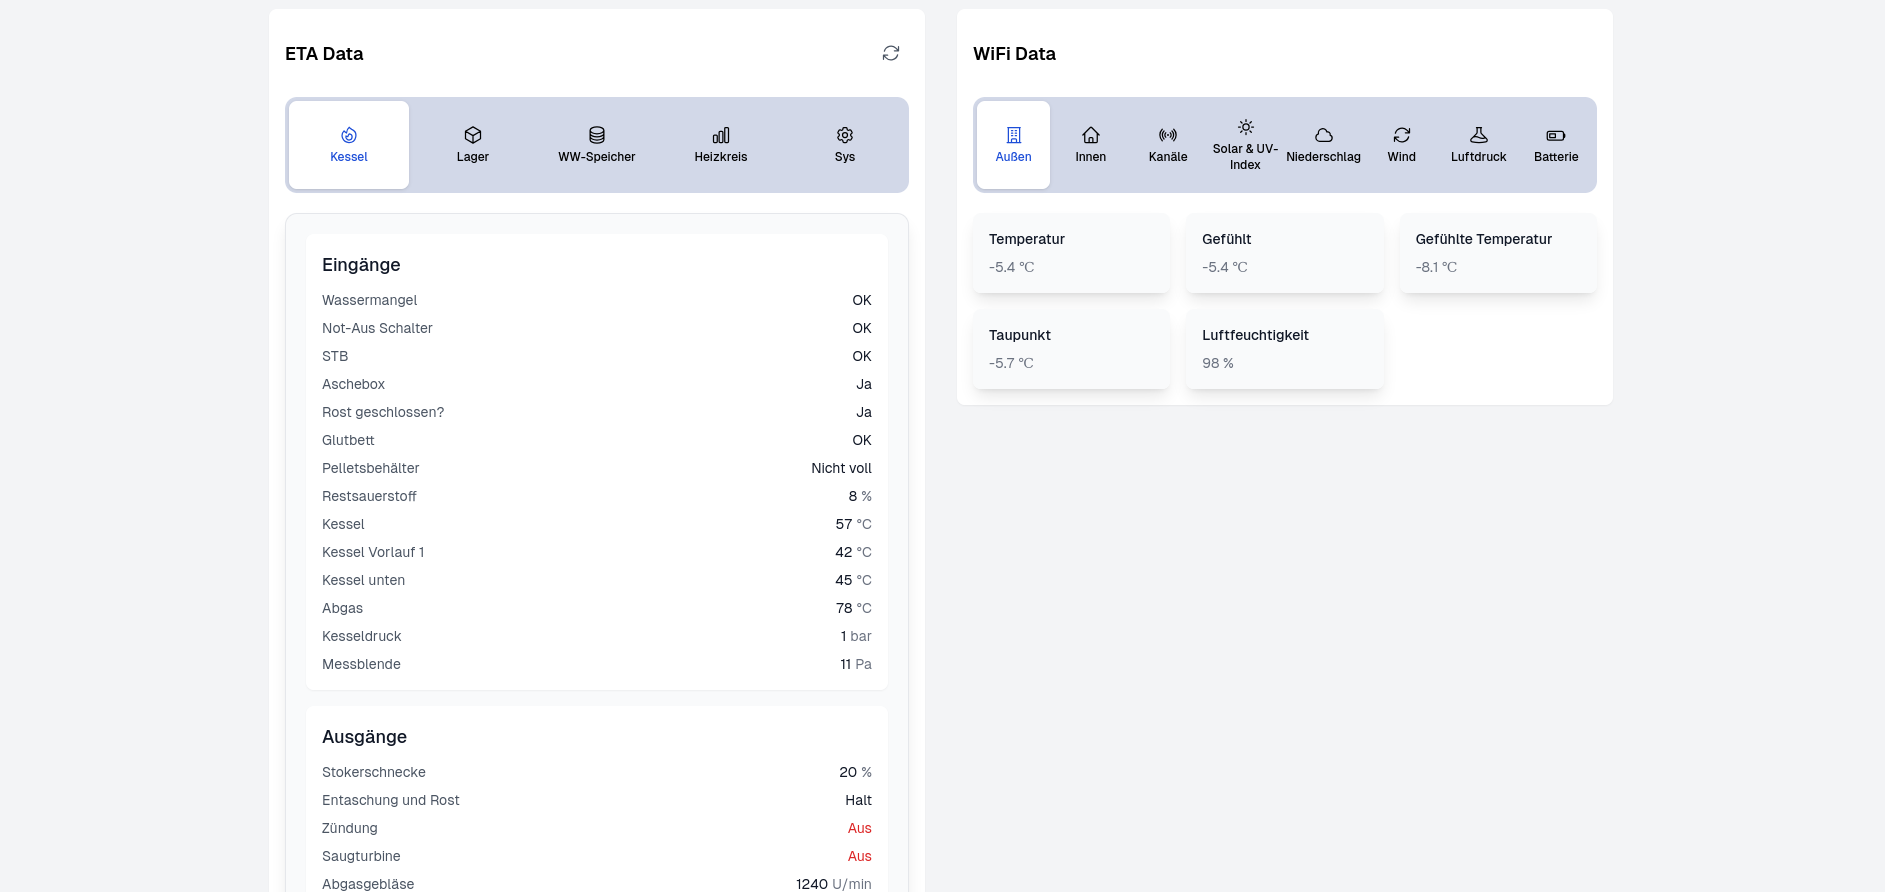 ETA Data
Kessel
Lager
WW-Speicher
Heizkreis
Sys
Eingänge
Wassermangel OK
Not-Aus Schalter OK
STB OK
Aschebox Ja
Rost geschlossen? Ja
Glutbett OK
Pelletsbehälter Nicht voll
Restsauerstoff 8 %
Kessel 57 °C
Kessel Vorlauf 1 42 °C
Kessel unten 45 °C
Abgas 78 °C
Kesseldruck 1 bar
Messblende 11 Pa
Ausgänge
Stokerschnecke 20 %
Entaschung und Rost Halt
Zündung Aus
Saugturbine Aus
Abgasgebläse 1240 U/min
WiFi Data
Außen
Innen
Kanäle
Solar & UV-
Index
Niederschlag
Wind
Luftdruck
Batterie
Temperatur
-5.4 °C
Gefühlt
-5.4 °C
Gefühlte Temperatur
-8.1 °C
Taupunkt
-5.7 °C
Luftfeuchtigkeit
98 %